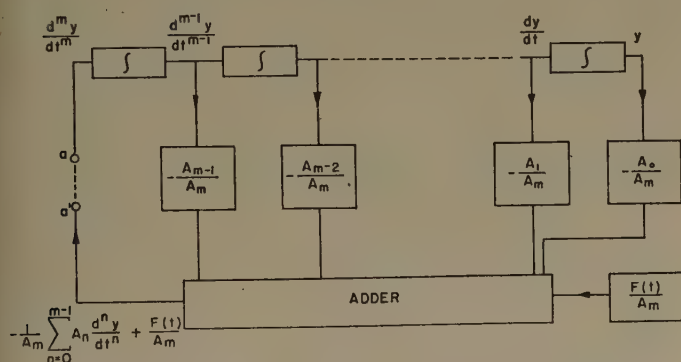 d^m y / dt^m
d^{m-1} y / dt^{m-1}
dy / dt
y
∫
∫
∫
a
a'
- A_{m-1} / A_m
- A_{m-2} / A_m
- A_1 / A_m
- A_0 / A_m
ADDER
F(t) / A_m
- 1/A_m \sum_{n=0}^{m-1} A_n d^n y / dt^n + F(t) / A_m